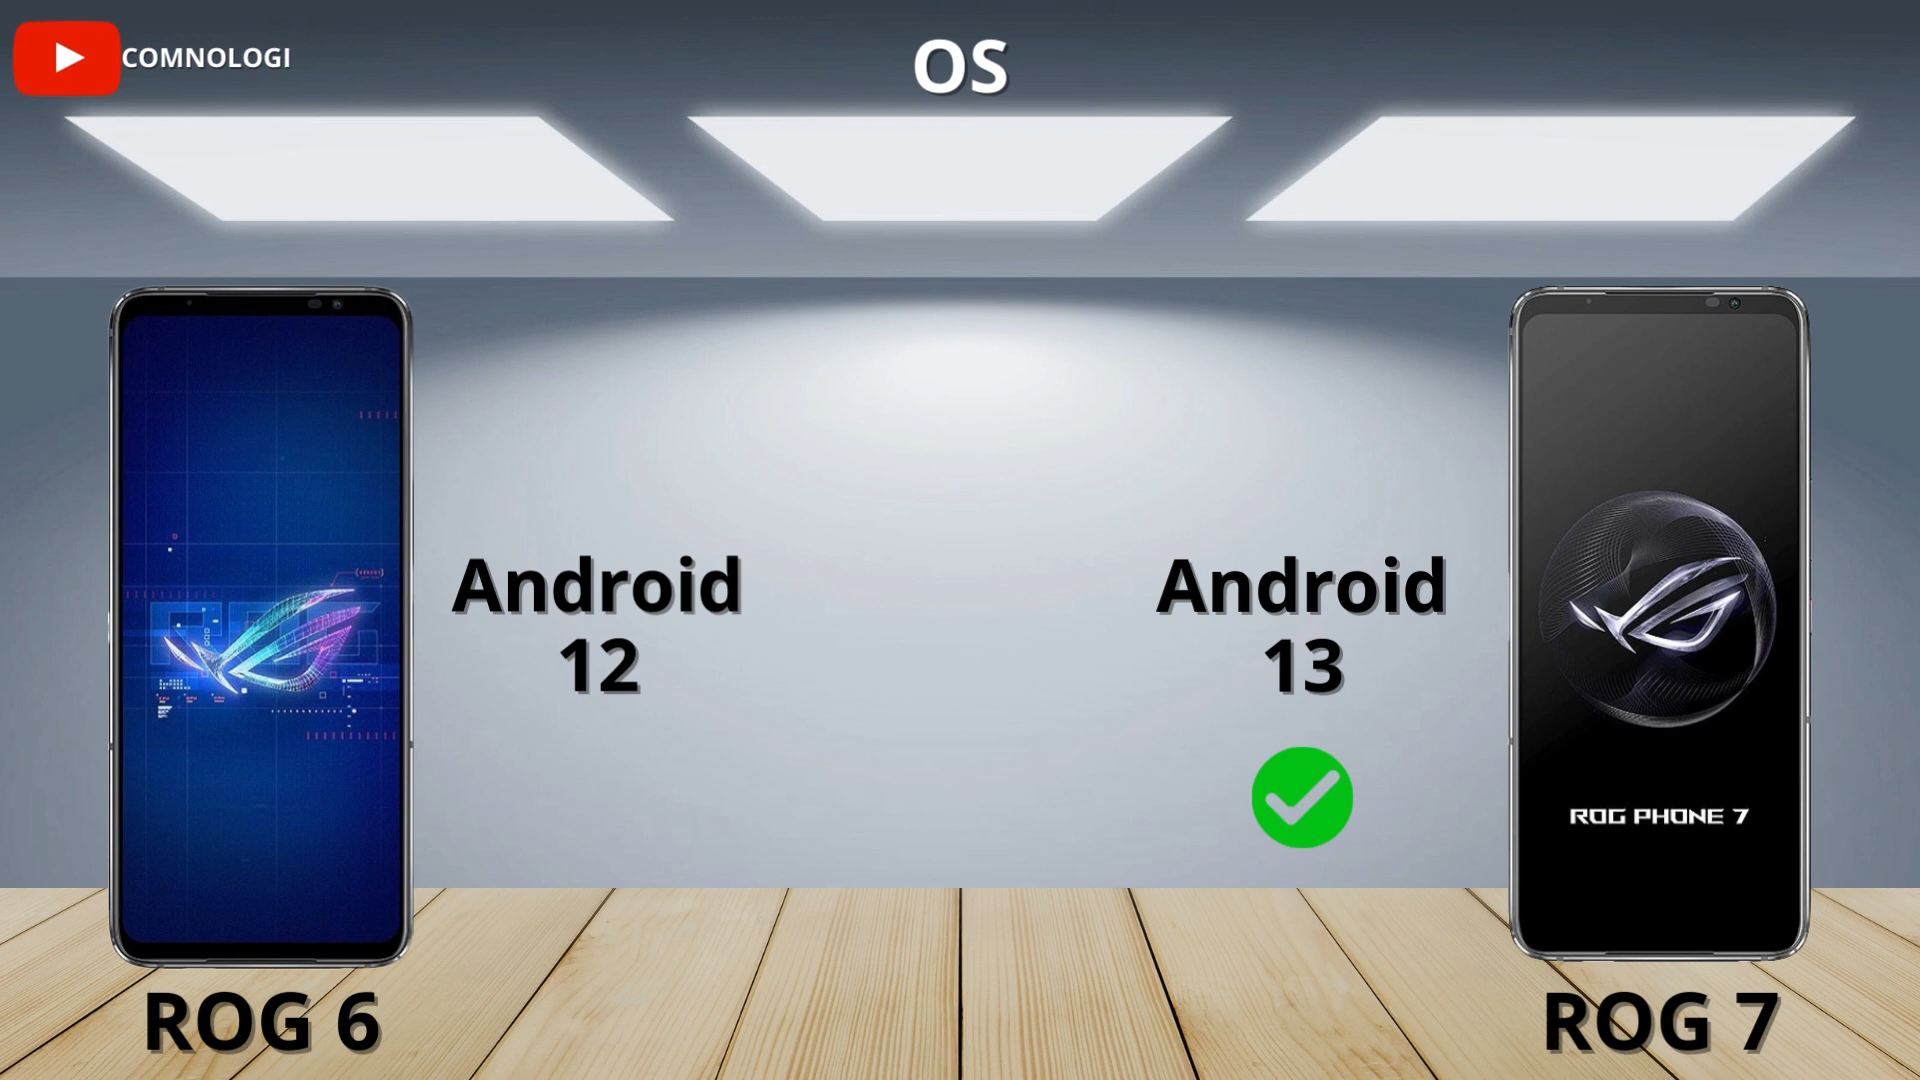 COMNOLOGI
OS
Android
12
Android
13
ROG PHONE 7
ROG 6
ROG 7